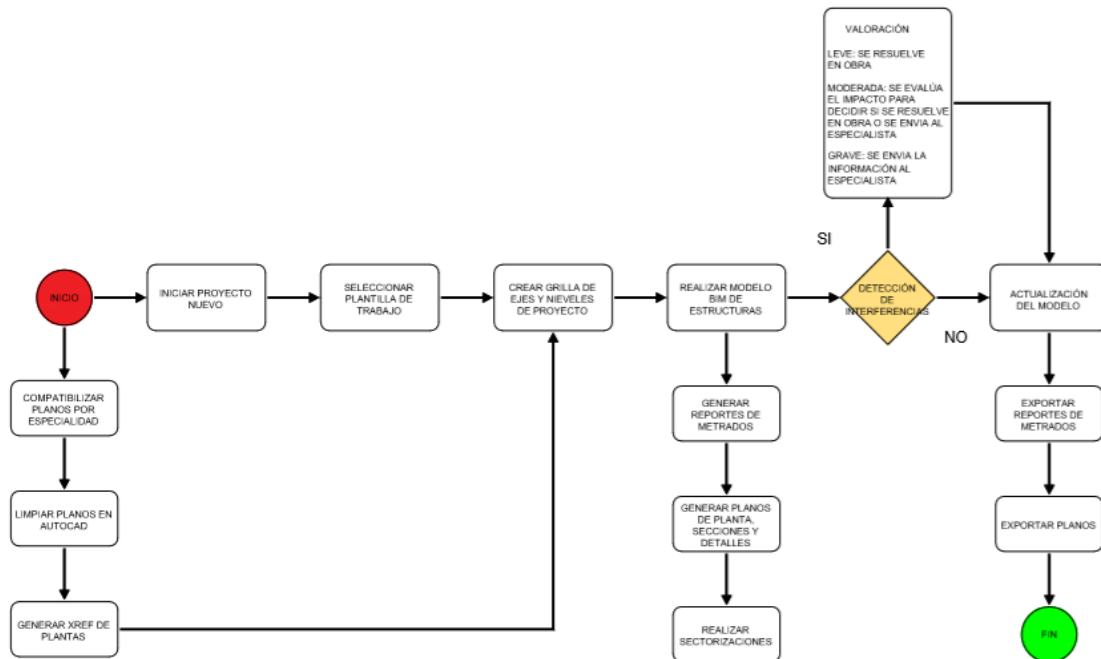 VALORACIÓN
LEVE: SE RESUELVE
EN OBRA
MODERADA: SE EVALÚA
EL IMPACTO PARA
DECIDIR SI SE RESUELVE
EN OBRA O SE ENVIA AL
ESPECIALISTA
GRAVE: SE ENVIA LA
INFORMACIÓN AL
ESPECIALISTA
SI
INICIO
INICIAR PROYECTO
NUEVO
SELECCIONAR
PLANTILLA DE
TRABAJO
CREAR GRILLA DE
EJES Y NIEVELES
DE PROYECTO
REALIZAR MODELO
BIM DE
ESTRUCTURAS
DETECCIÓN
DE
INTERFERENCIAS
NO
ACTUALIZACIÓN
DEL MODELO
COMPATIBILIZAR
PLANOS POR
ESPECIALIDAD
GENERAR
REPORTES DE
METRADOS
EXPORTAR
REPORTES DE
METRADOS
LIMPIAR PLANOS EN
AUTOCAD
GENERAR PLANOS
DE PLANTA,
SECCIONES Y
DETALLES
EXPORTAR PLANOS
GENERAR XREF DE
PLANTAS
REALIZAR
SECTORIZACIONES
FIN